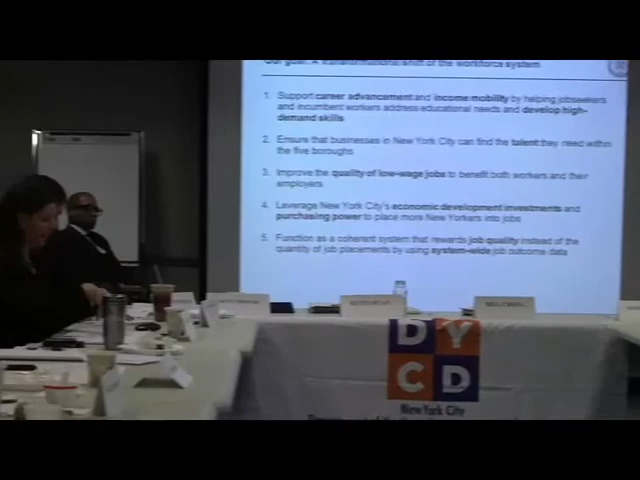 Our goal: A transformational shift of the workforce system
1. Support career advancement and income mobility by helping jobseekers
and incumbent workers address educational needs and develop high-
demand skills
2. Ensure that businesses in New York City can find the talent they need within
the five boroughs
3. Improve the quality of low-wage jobs to benefit both workers and their
employers
4. Leverage New York City's economic development investments and
purchasing power to place more New Yorkers into jobs
5. Function as a coherent system that rewards job quality instead of the
quantity of job placements by using system-wide job outcome data
DY
CD
New York City